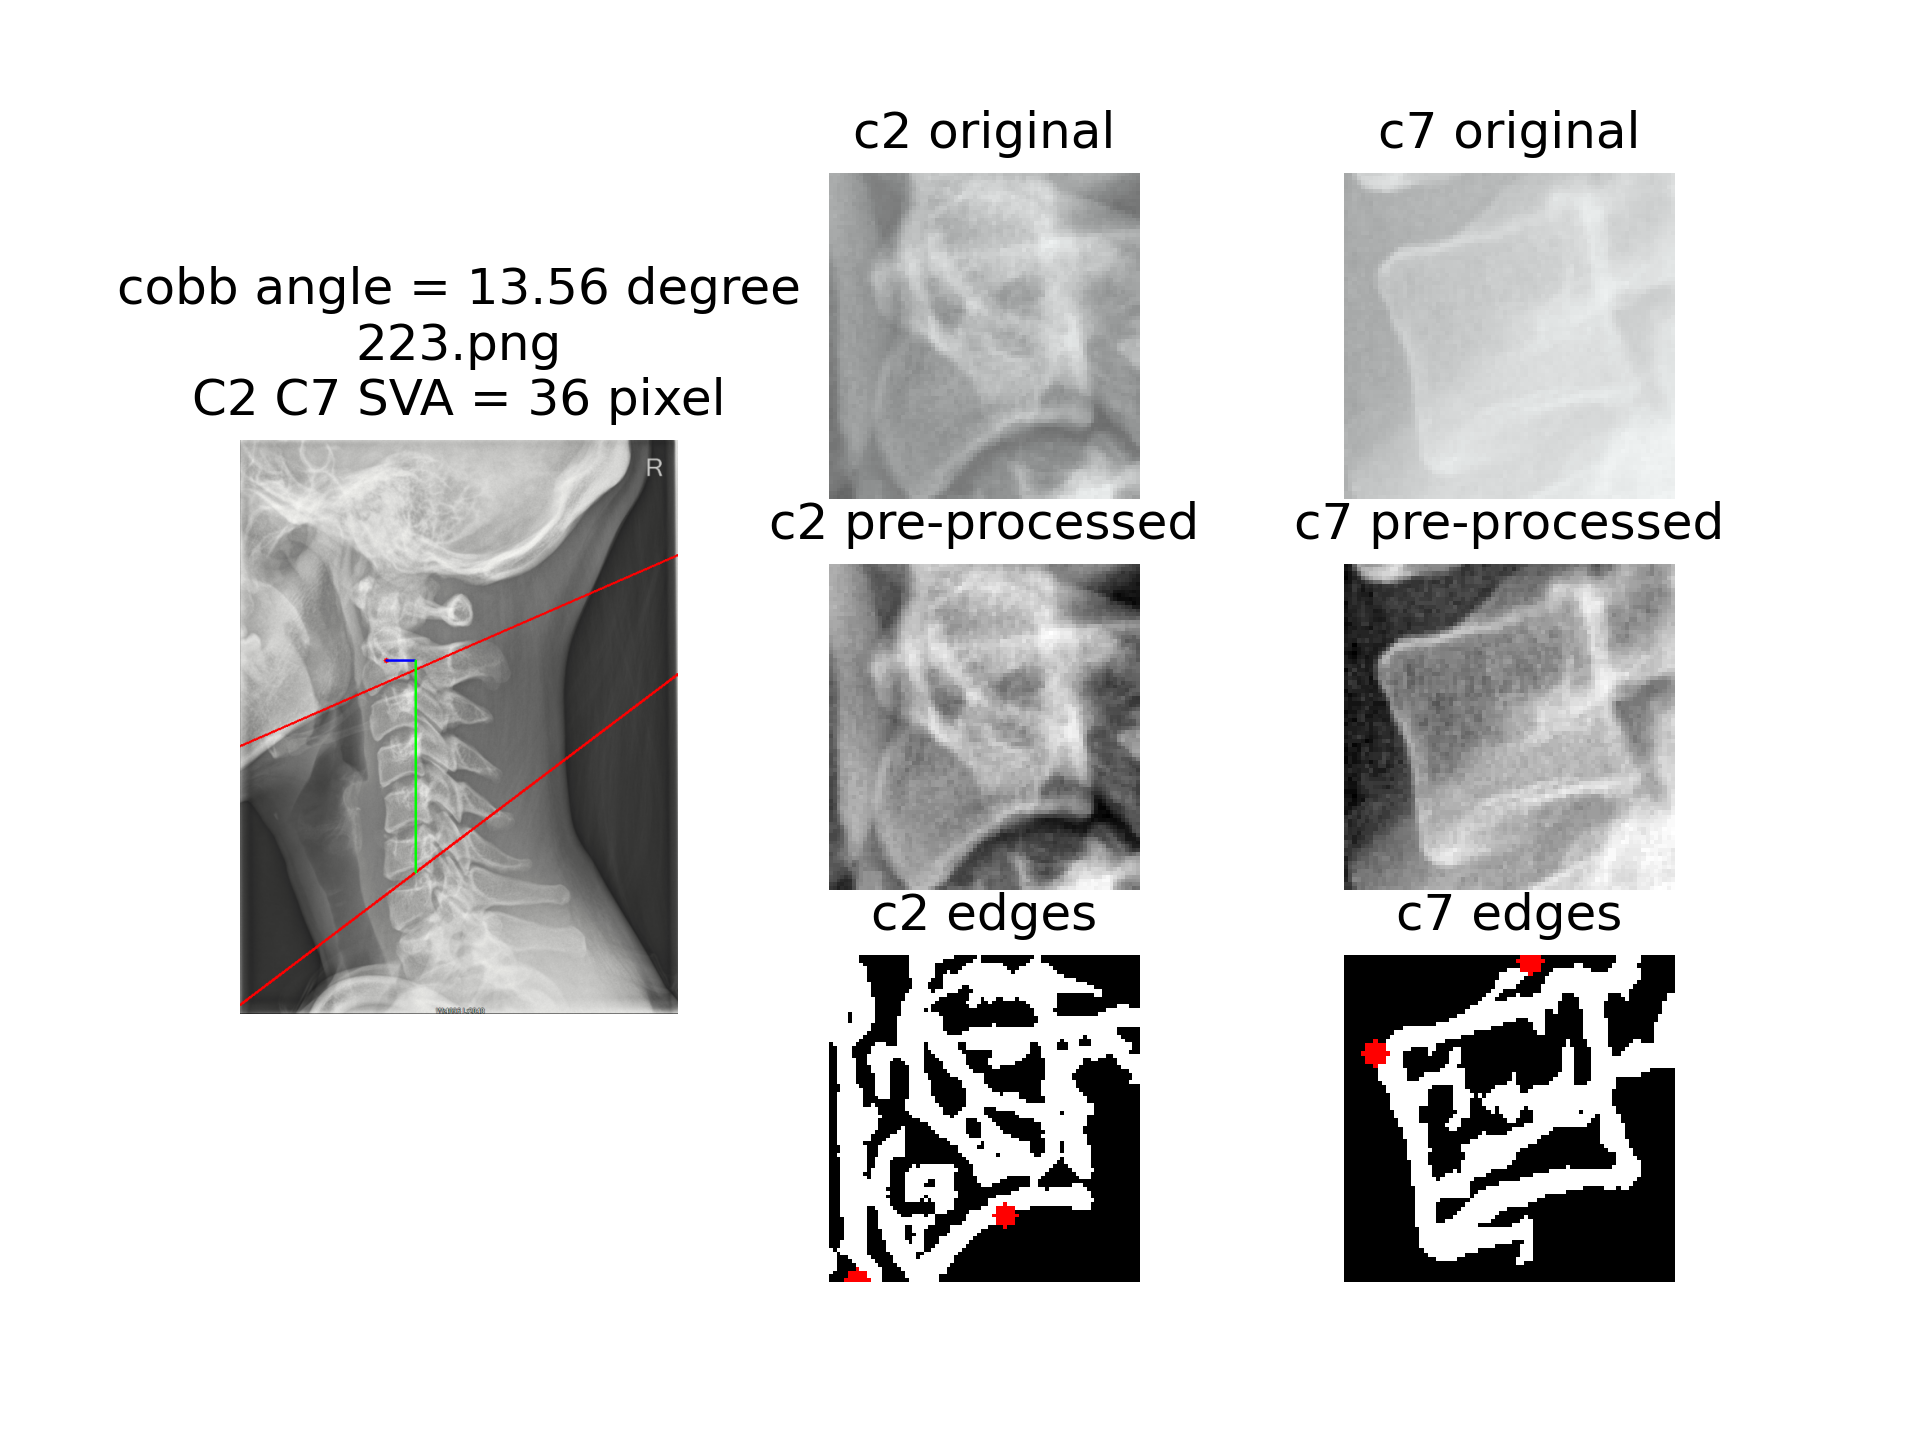 cobb angle = 13.56 degree
223.png
C2 C7 SVA = 36 pixel
R
c2 original
c7 original
c2 pre-processed
c7 pre-processed
c2 edges
c7 edges